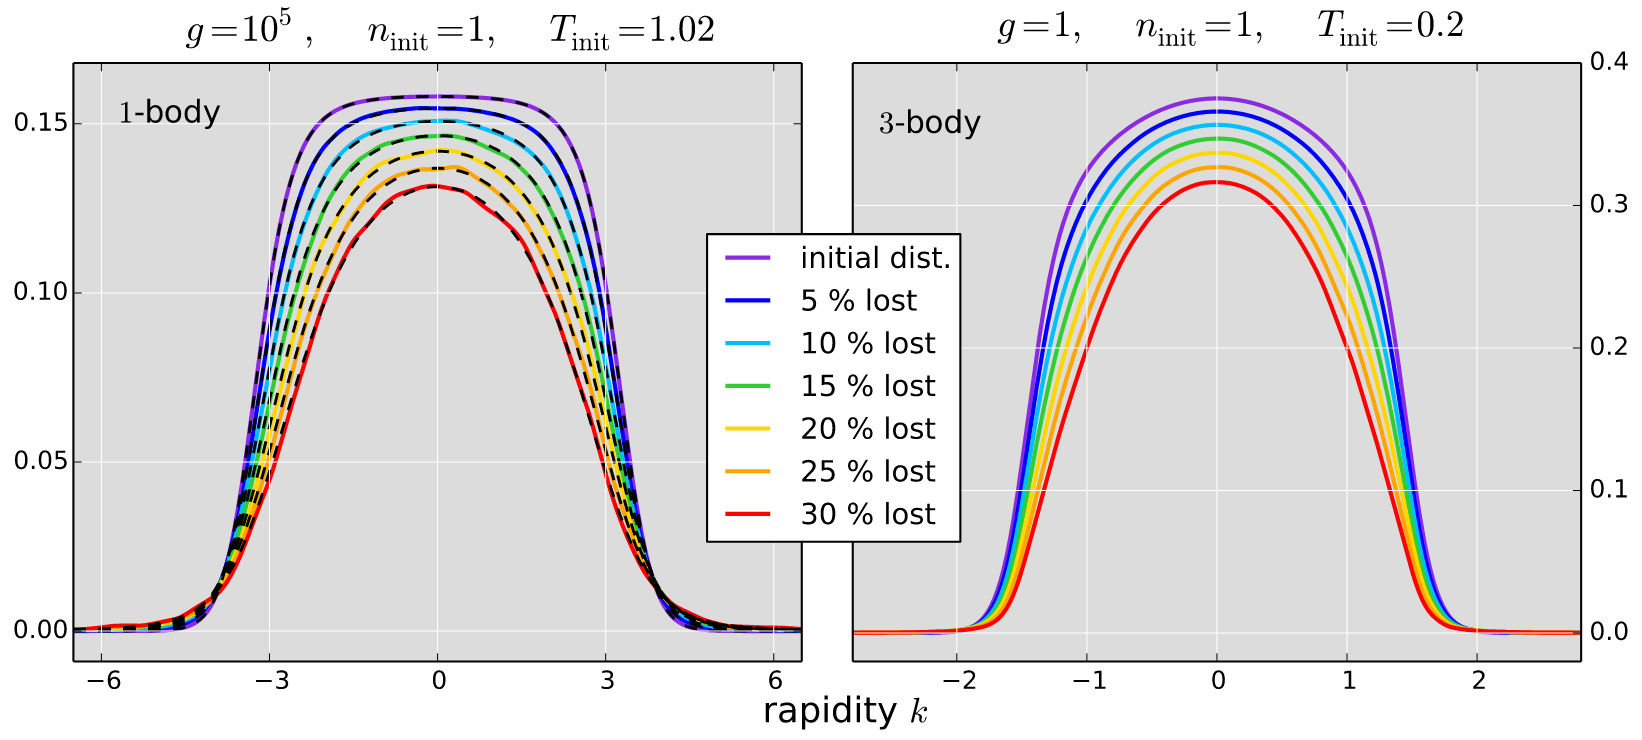 g=10⁵ , n_init=1, T_init=1.02
g=1, n_init=1, T_init=0.2
1-body
3-body
0.15
0.10
0.05
0.00
0.4
0.3
0.2
0.1
0.0
initial dist.
5 % lost
10 % lost
15 % lost
20 % lost
25 % lost
30 % lost
−6 −3 0 3 6
−2 −1 0 1 2
rapidity k